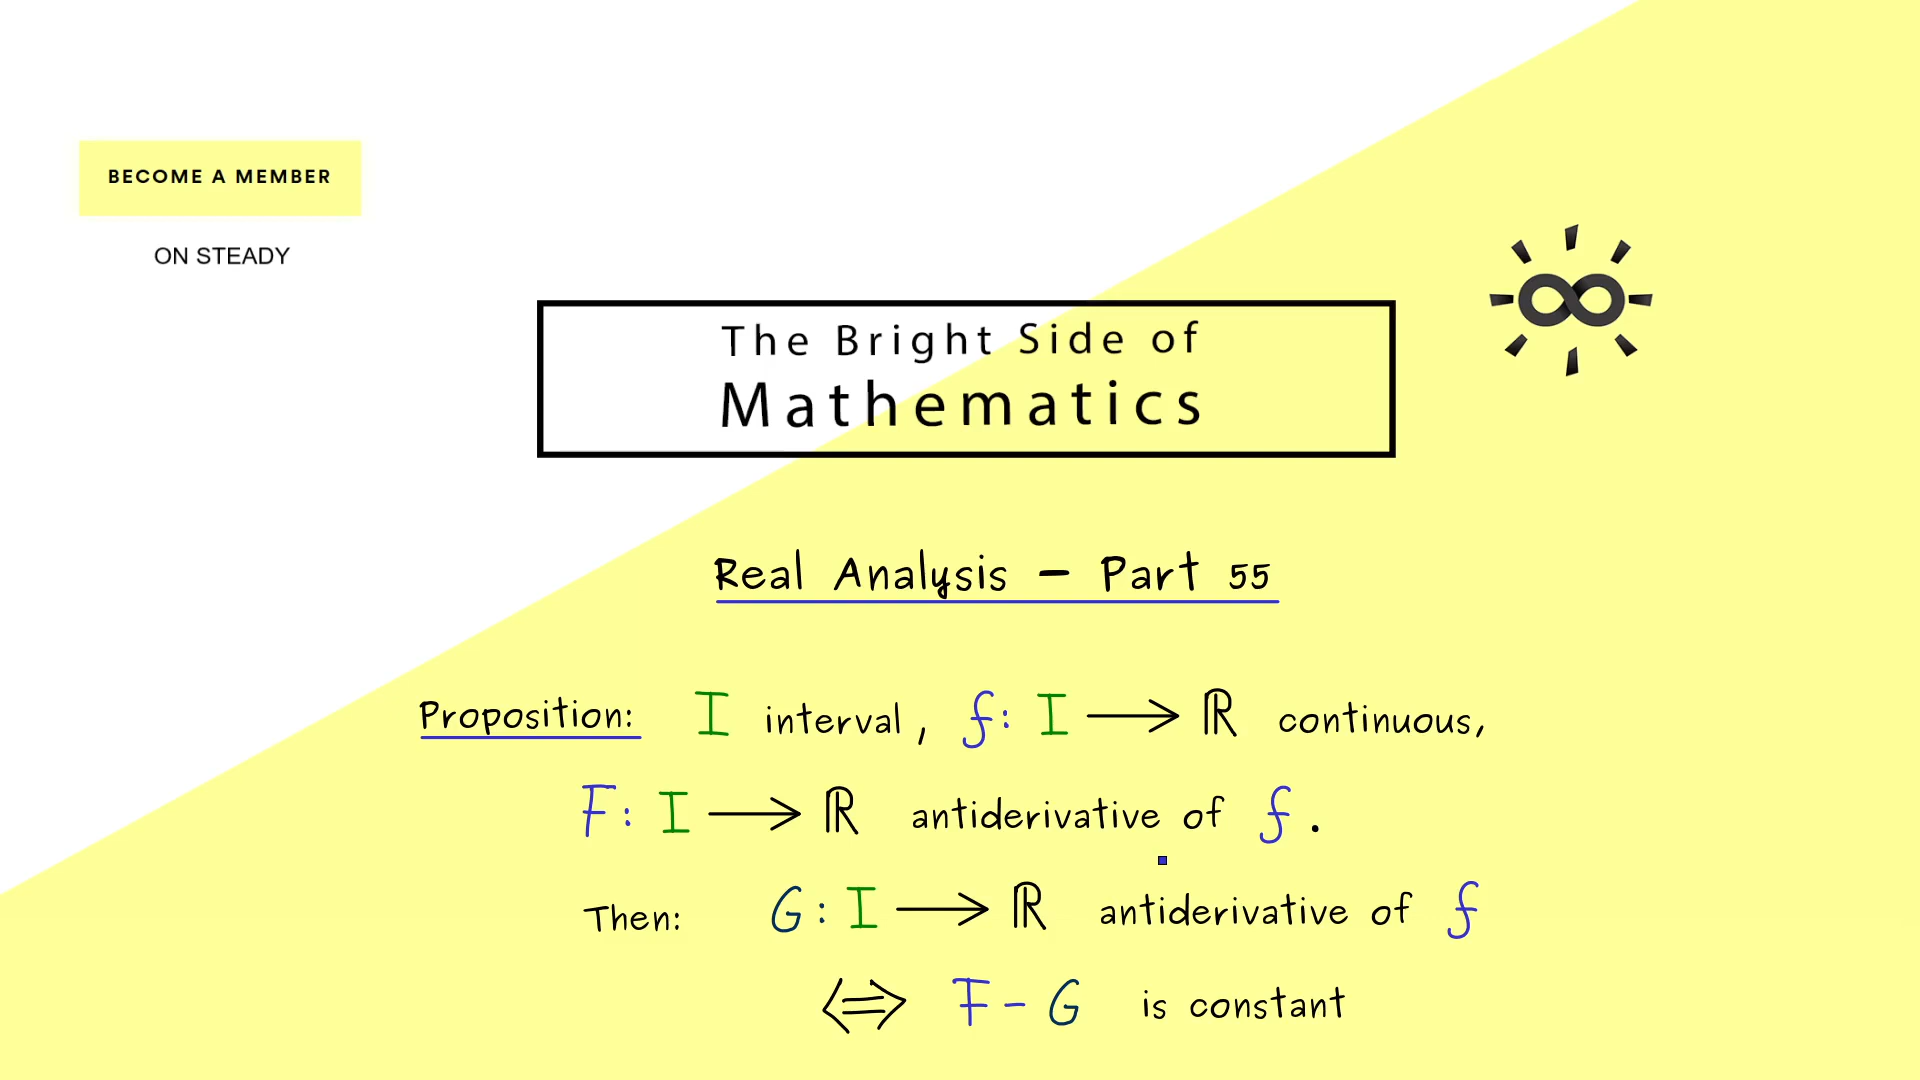 BECOME A MEMBER
ON STEADY
The Bright Side of
Mathematics
Real Analysis – Part 55
Proposition: I interval, f: I ⟶ ℝ continuous,
F: I ⟶ ℝ antiderivative of f.
Then: G: I ⟶ ℝ antiderivative of f
⟺ F − G is constant